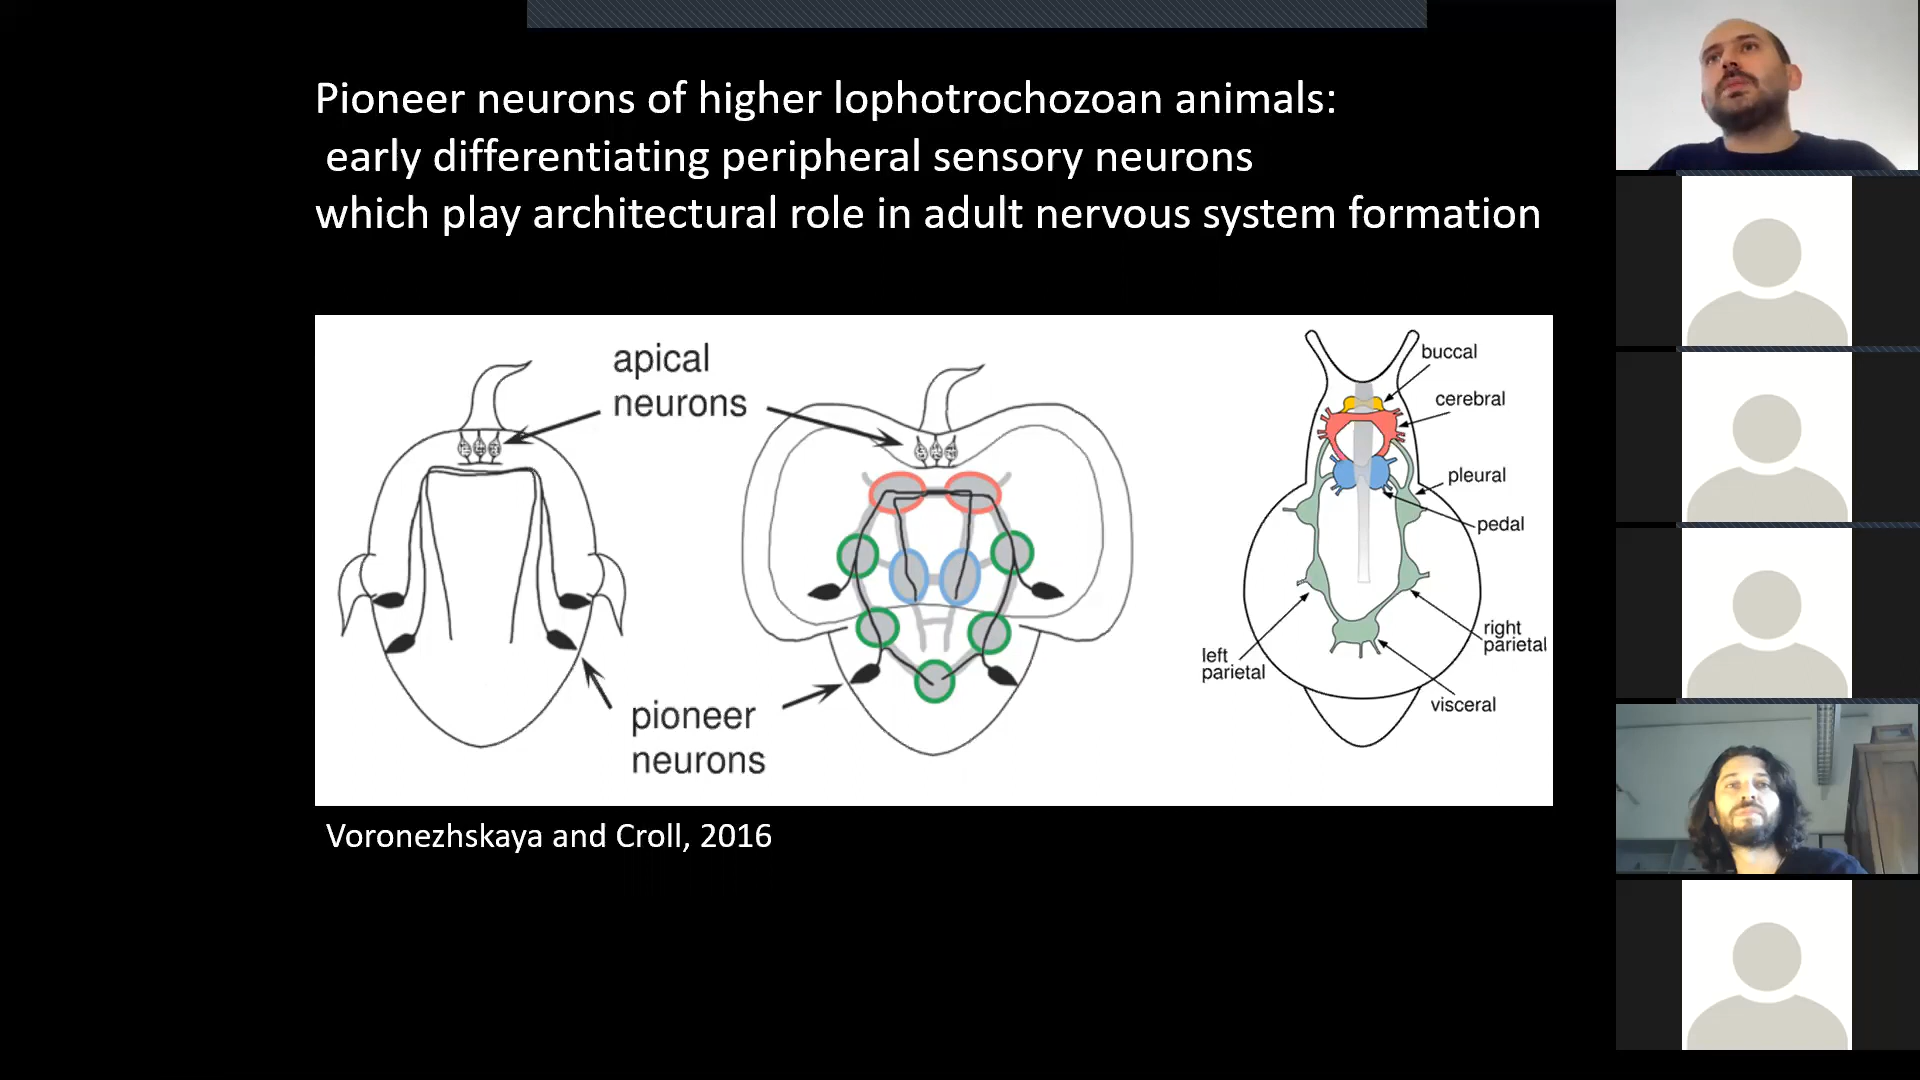 Pioneer neurons of higher lophotrochozoan animals:
early differentiating peripheral sensory neurons
which play architectural role in adult nervous system formation
apical
neurons
pioneer
neurons
buccal
cerebral
pleural
pedal
right
parietal
left
parietal
visceral
Voronezhskaya and Croll, 2016